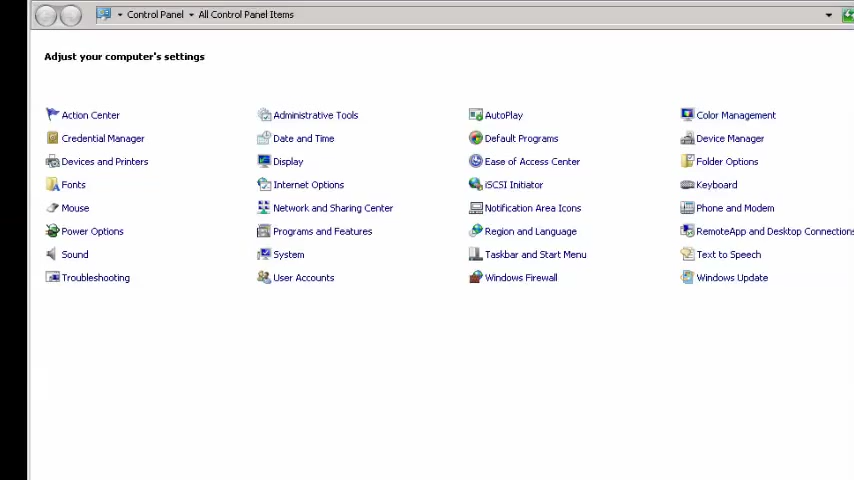 Control Panel All Control Panel Items
Adjust your computer's settings
Action Center Administrative Tools AutoPlay Color Management
Credential Manager Date and Time Default Programs Device Manager
Devices and Printers Display Ease of Access Center Folder Options
Fonts Internet Options iSCSI Initiator Keyboard
Mouse Network and Sharing Center Notification Area Icons Phone and Modem
Power Options Programs and Features Region and Language RemoteApp and Desktop Connections
Sound System Taskbar and Start Menu Text to Speech
Troubleshooting User Accounts Windows Firewall Windows Update